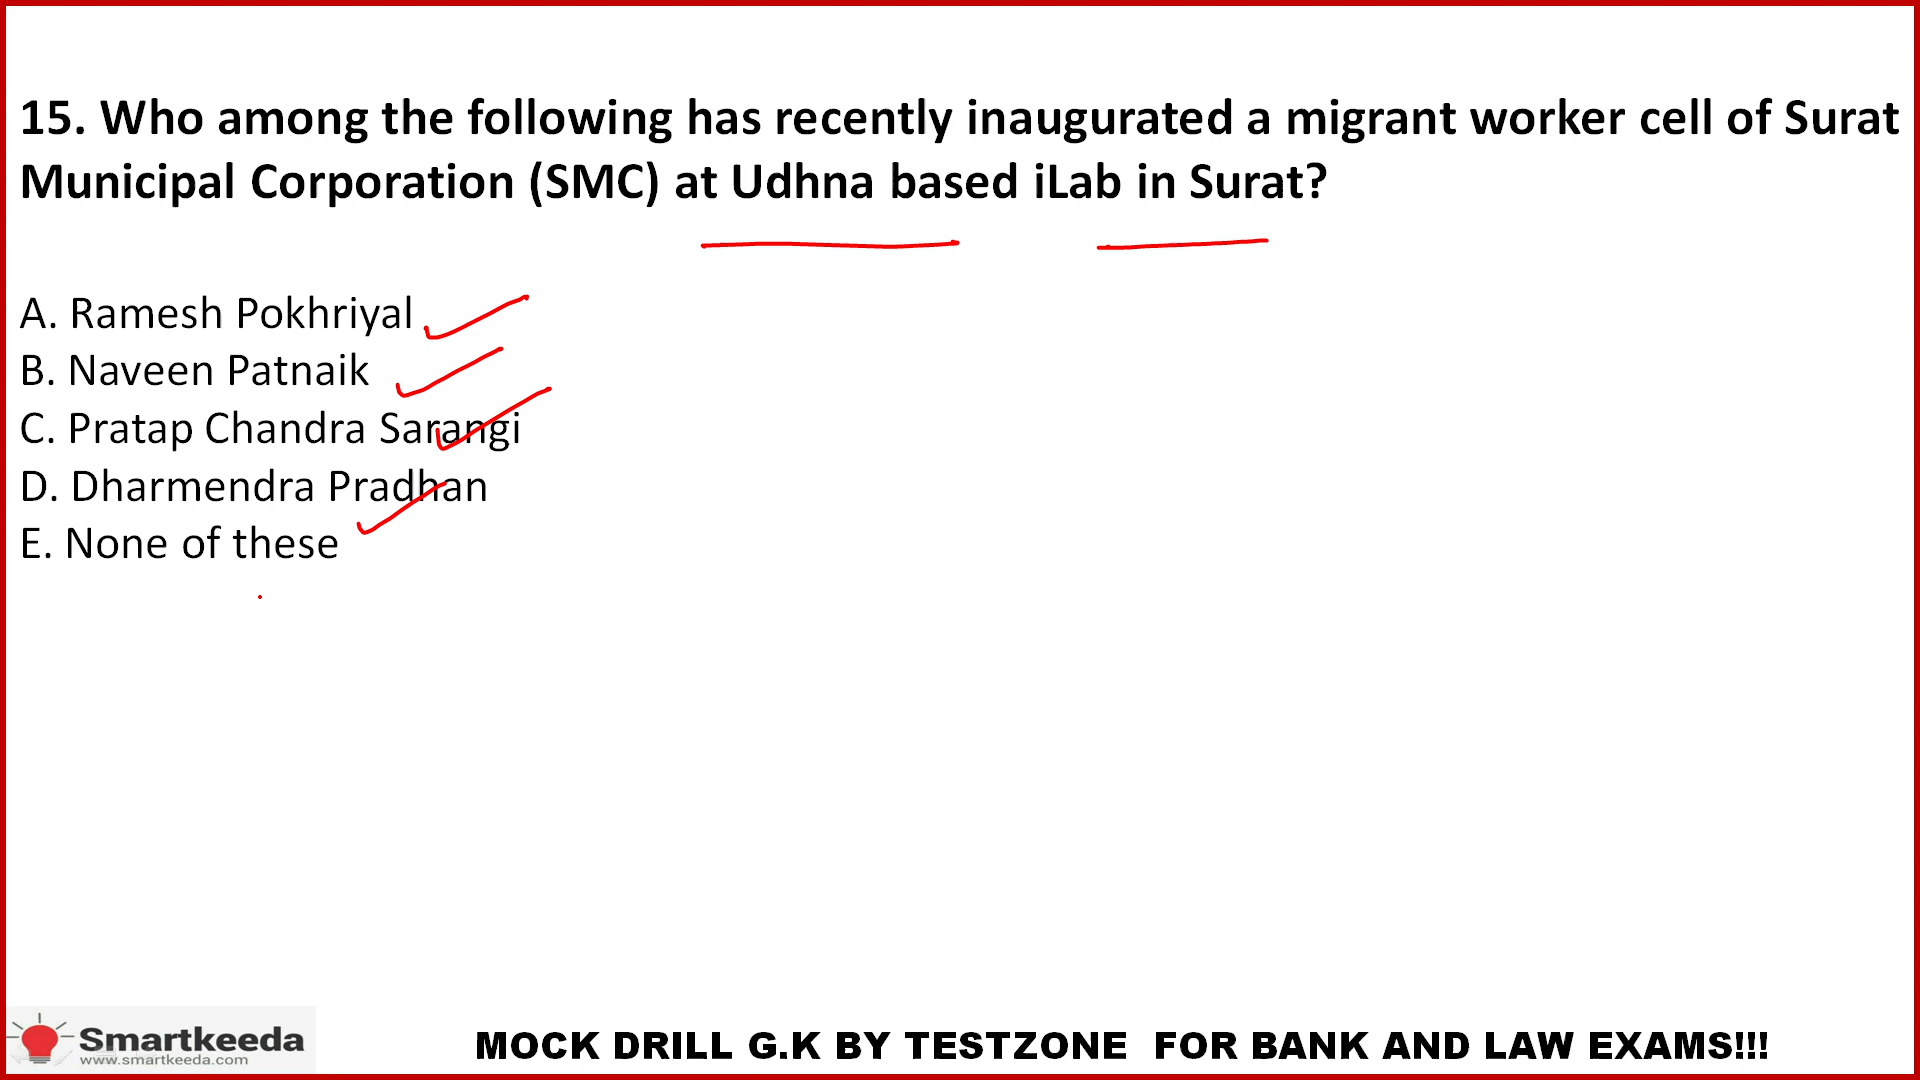 15. Who among the following has recently inaugurated a migrant worker cell of Surat
Municipal Corporation (SMC) at Udhna based iLab in Surat?
A. Ramesh Pokhriyal
B. Naveen Patnaik
C. Pratap Chandra Sarangi
D. Dharmendra Pradhan
E. None of these
Smartkeeda
www.smartkeeda.com
MOCK DRILL G.K BY TESTZONE FOR BANK AND LAW EXAMS!!!